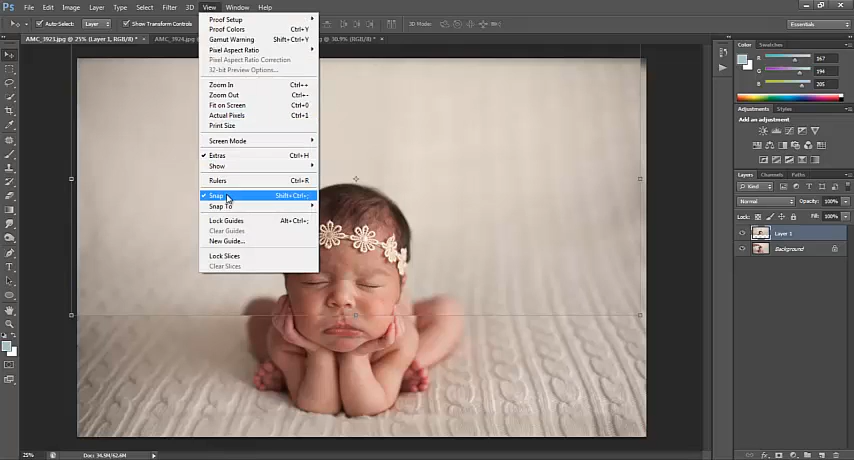 Ps File Edit Image Layer Type Select Filter 3D View Window Help
Auto-Select: Layer Show Transform Controls Essentials
AMC_3923.jpg @ 25% (Layer 1, RGB/8) * × AMC_3924.jpg @ 30.9% (RGB/8) * ×
Proof Setup
Proof Colors Ctrl+Y
Gamut Warning Shift+Ctrl+Y
Pixel Aspect Ratio
Pixel Aspect Ratio Correction
32-bit Preview Options...
Zoom In Ctrl++
Zoom Out Ctrl+-
Fit on Screen Ctrl+0
Actual Pixels Ctrl+1
Print Size
Screen Mode
Extras Ctrl+H
Show
Rulers Ctrl+R
Snap Shift+Ctrl+;
Snap To
Lock Guides Alt+Ctrl+;
Clear Guides
New Guide...
Lock Slices
Clear Slices
Color Swatches
R 167
G 194
B 205
Adjustments Styles
Add an adjustment
Layers Channels Paths
Kind
Normal Opacity: 100%
Lock: Fill: 100%
Layer 1
Background
25% Doc: 34.9M/62.6M